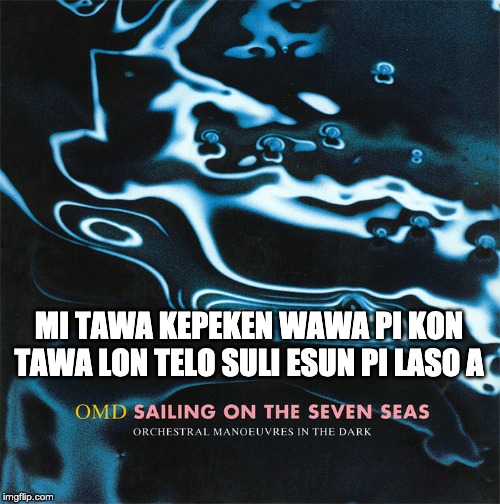 MI TAWA KEPEKEN WAWA PI KON
TAWA LON TELO SULI ESUN PI LASO A
OMD SAILING ON THE SEVEN SEAS
ORCHESTRAL MANOEUVRES IN THE DARK
imgflip.com